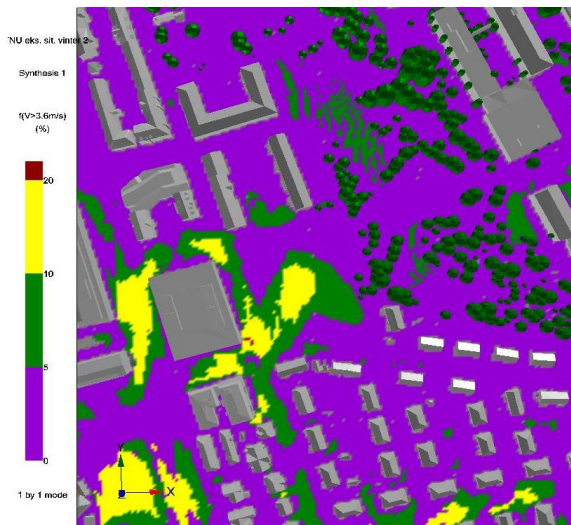 NU eks. sit. vinter 2
Synthesis 1
f(V>3.6m/s)
(%)
20
10
5
0
Y
X
1 by 1 mode